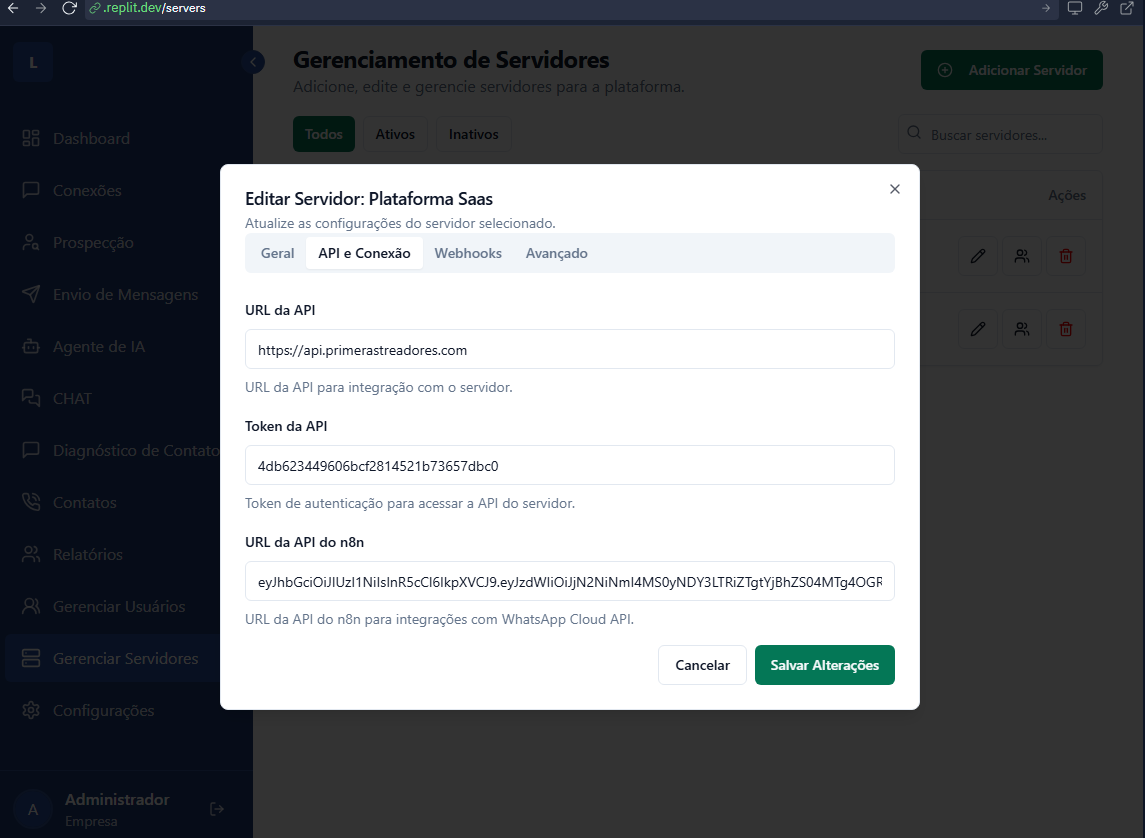 .replit.dev/servers
L
Gerenciamento de Servidores
Adicione, edite e gerencie servidores para a plataforma.
Adicionar Servidor
Todos
Ativos
Inativos
Buscar servidores...
Ações
Dashboard
Conexões
Prospecção
Envio de Mensagens
Agente de IA
CHAT
Diagnóstico de Contato
Contatos
Relatórios
Gerenciar Usuários
Gerenciar Servidores
Configurações
A
Administrador
Empresa
Editar Servidor: Plataforma Saas
Atualize as configurações do servidor selecionado.
Geral
API e Conexão
Webhooks
Avançado
URL da API
https://api.primerastreadores.com
URL da API para integração com o servidor.
Token da API
4db623449606bcf2814521b73657dbc0
Token de autenticação para acessar a API do servidor.
URL da API do n8n
URL da API do n8n para integrações com WhatsApp Cloud API.
Cancelar
Salvar Alterações